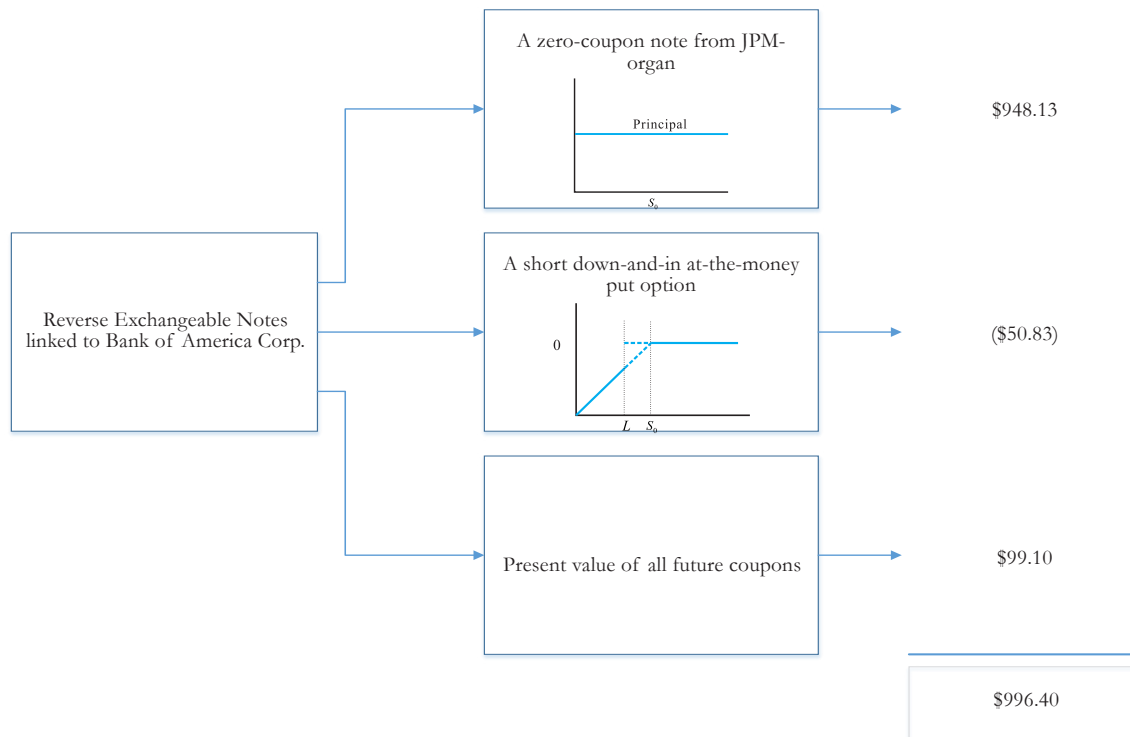 A zero-coupon note from JPM-
organ
Principal
S₀
$948.13
Reverse Exchangeable Notes
linked to Bank of America Corp.
A short down-and-in at-the-money
put option
0
L S₀
($50.83)
Present value of all future coupons
$99.10
$996.40